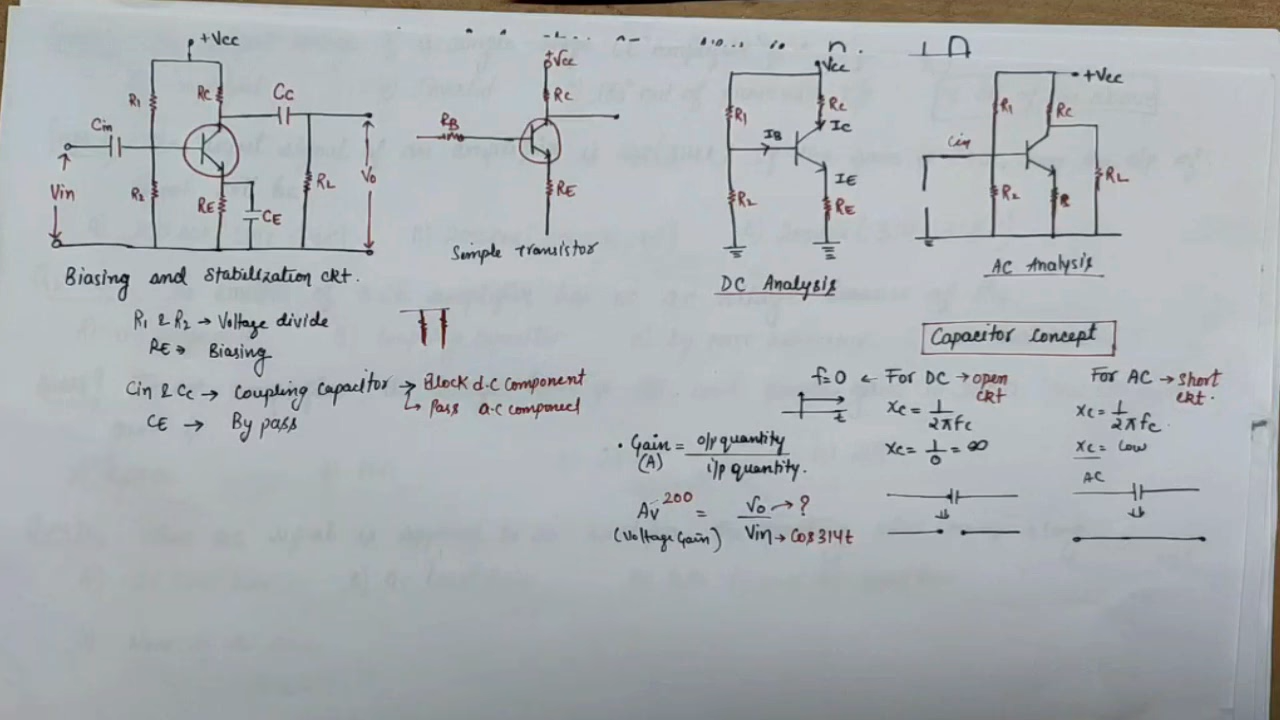 +Vcc
R1
Rc
Cc
Cin
Vin
R2
RE
CE
RL
Vo
Biasing and Stabilization ckt.
+Vcc
Rc
RB
RE
Simple transistor
Vcc
R1
Rc
Ic
IB
IE
R2
RE
DC Analysis
+Vcc
R1
Rc
Cin
R2
R
RL
AC Analysis
R1 & R2 → Voltage divide
RE → Biasing
Cin & Cc → Coupling Capacitor → Block d.c component
↳ Pass a.c componect
CE → By pass
Capacitor Concept
f=0 ← For DC → open ckt
t
Xc = 1/2πfc
Xc = 1/0 = ∞
For AC → short ckt.
Xc = 1/2πfc.
Xc = Low
AC
• Gain = o/p quantity / i/p quantity.
(A)
Av 200 = Vo → ? / Vin → Cos314t
(Voltage Gain)